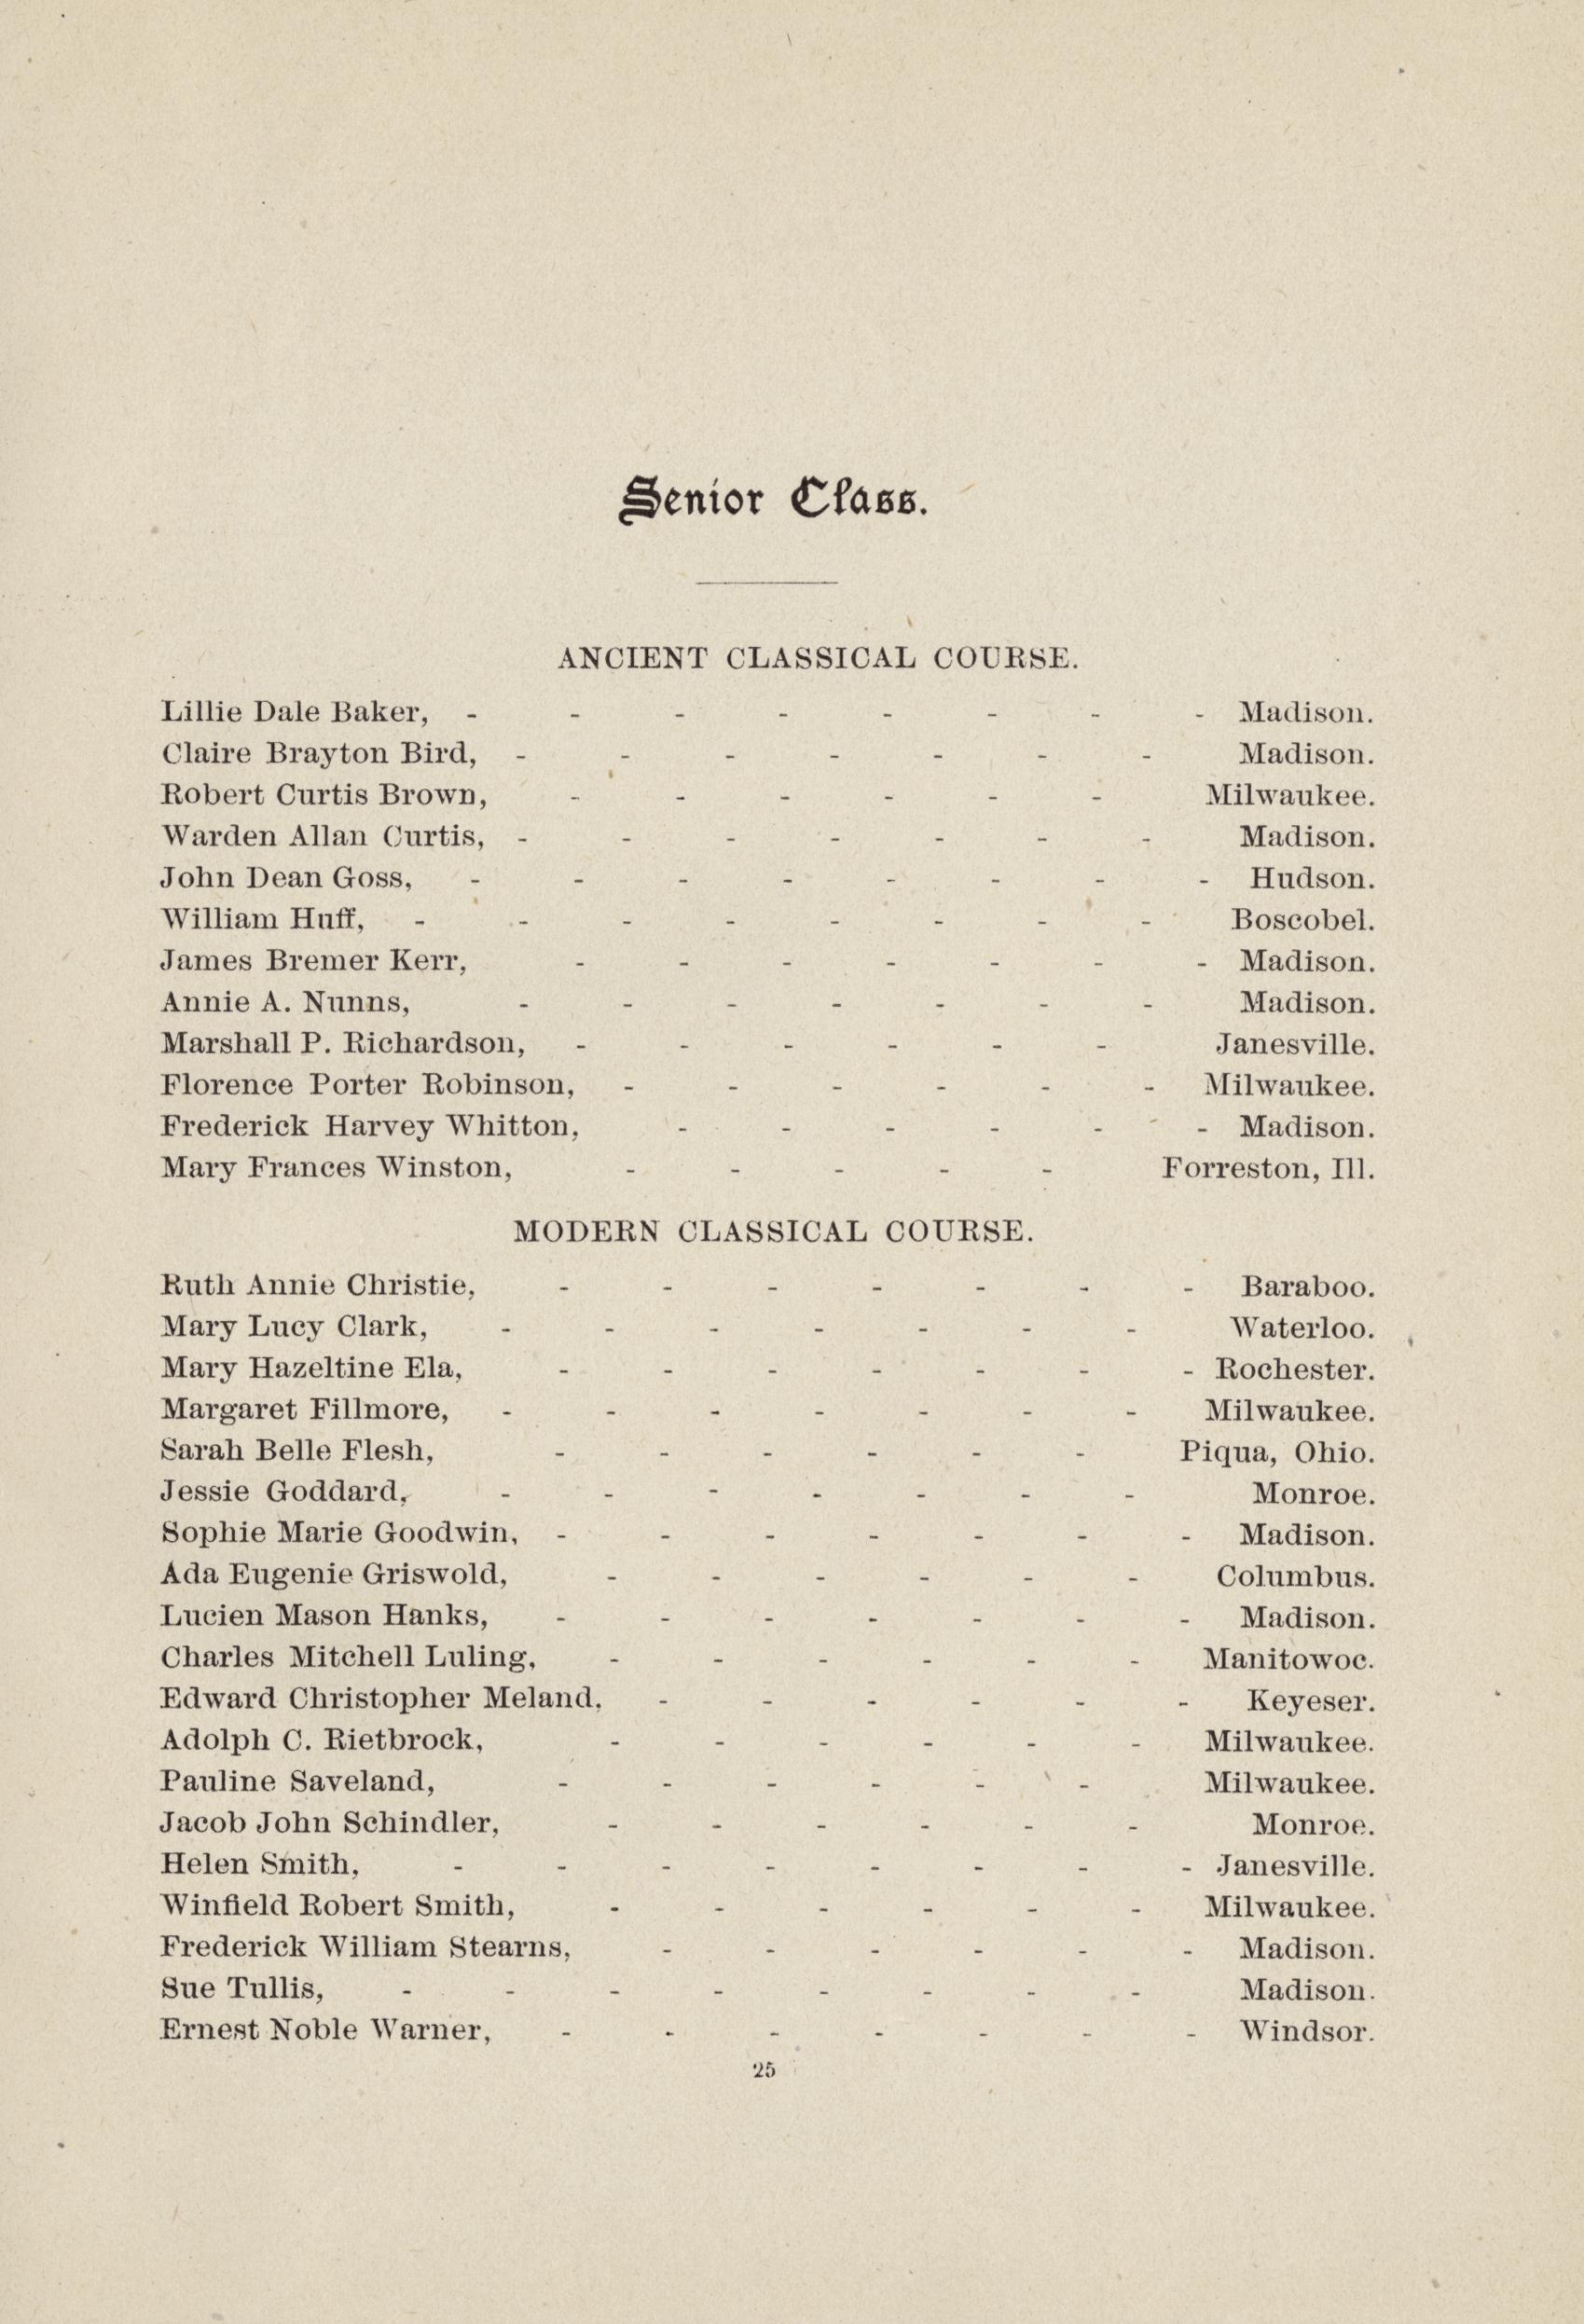 Senior Class.
ANCIENT CLASSICAL COURSE.
Lillie Dale Baker, - - - - - - - - Madison.
Claire Brayton Bird, - - - - - - - Madison.
Robert Curtis Brown, - - - - - - Milwaukee.
Warden Allan Curtis, - - - - - - - Madison.
John Dean Goss, - - - - - - - - Hudson.
William Huff, - - - - - - - - Boscobel.
James Bremer Kerr, - - - - - - - Madison.
Annie A. Nunns, - - - - - - - Madison.
Marshall P. Richardson, - - - - - - Janesville.
Florence Porter Robinson, - - - - - - Milwaukee.
Frederick Harvey Whitton, - - - - - - Madison.
Mary Frances Winston, - - - - - Forreston, Ill.
MODERN CLASSICAL COURSE.
Ruth Annie Christie, - - - - - - - Baraboo.
Mary Lucy Clark, - - - - - - - Waterloo.
Mary Hazeltine Ela, - - - - - - - Rochester.
Margaret Fillmore, - - - - - - - Milwaukee.
Sarah Belle Flesh, - - - - - - Piqua, Ohio.
Jessie Goddard, - - - - - - - Monroe.
Sophie Marie Goodwin, - - - - - - - Madison.
Ada Eugenie Griswold, - - - - - - Columbus.
Lucien Mason Hanks, - - - - - - - Madison.
Charles Mitchell Luling, - - - - - - Manitowoc.
Edward Christopher Meland, - - - - - - Keyeser.
Adolph C. Rietbrock, - - - - - - Milwaukee.
Pauline Saveland, - - - - - - Milwaukee.
Jacob John Schindler, - - - - - - Monroe.
Helen Smith, - - - - - - - - Janesville.
Winfield Robert Smith, - - - - - - Milwaukee.
Frederick William Stearns, - - - - - - Madison.
Sue Tullis, - - - - - - - - Madison.
Ernest Noble Warner, - - - - - - - Windsor.
25